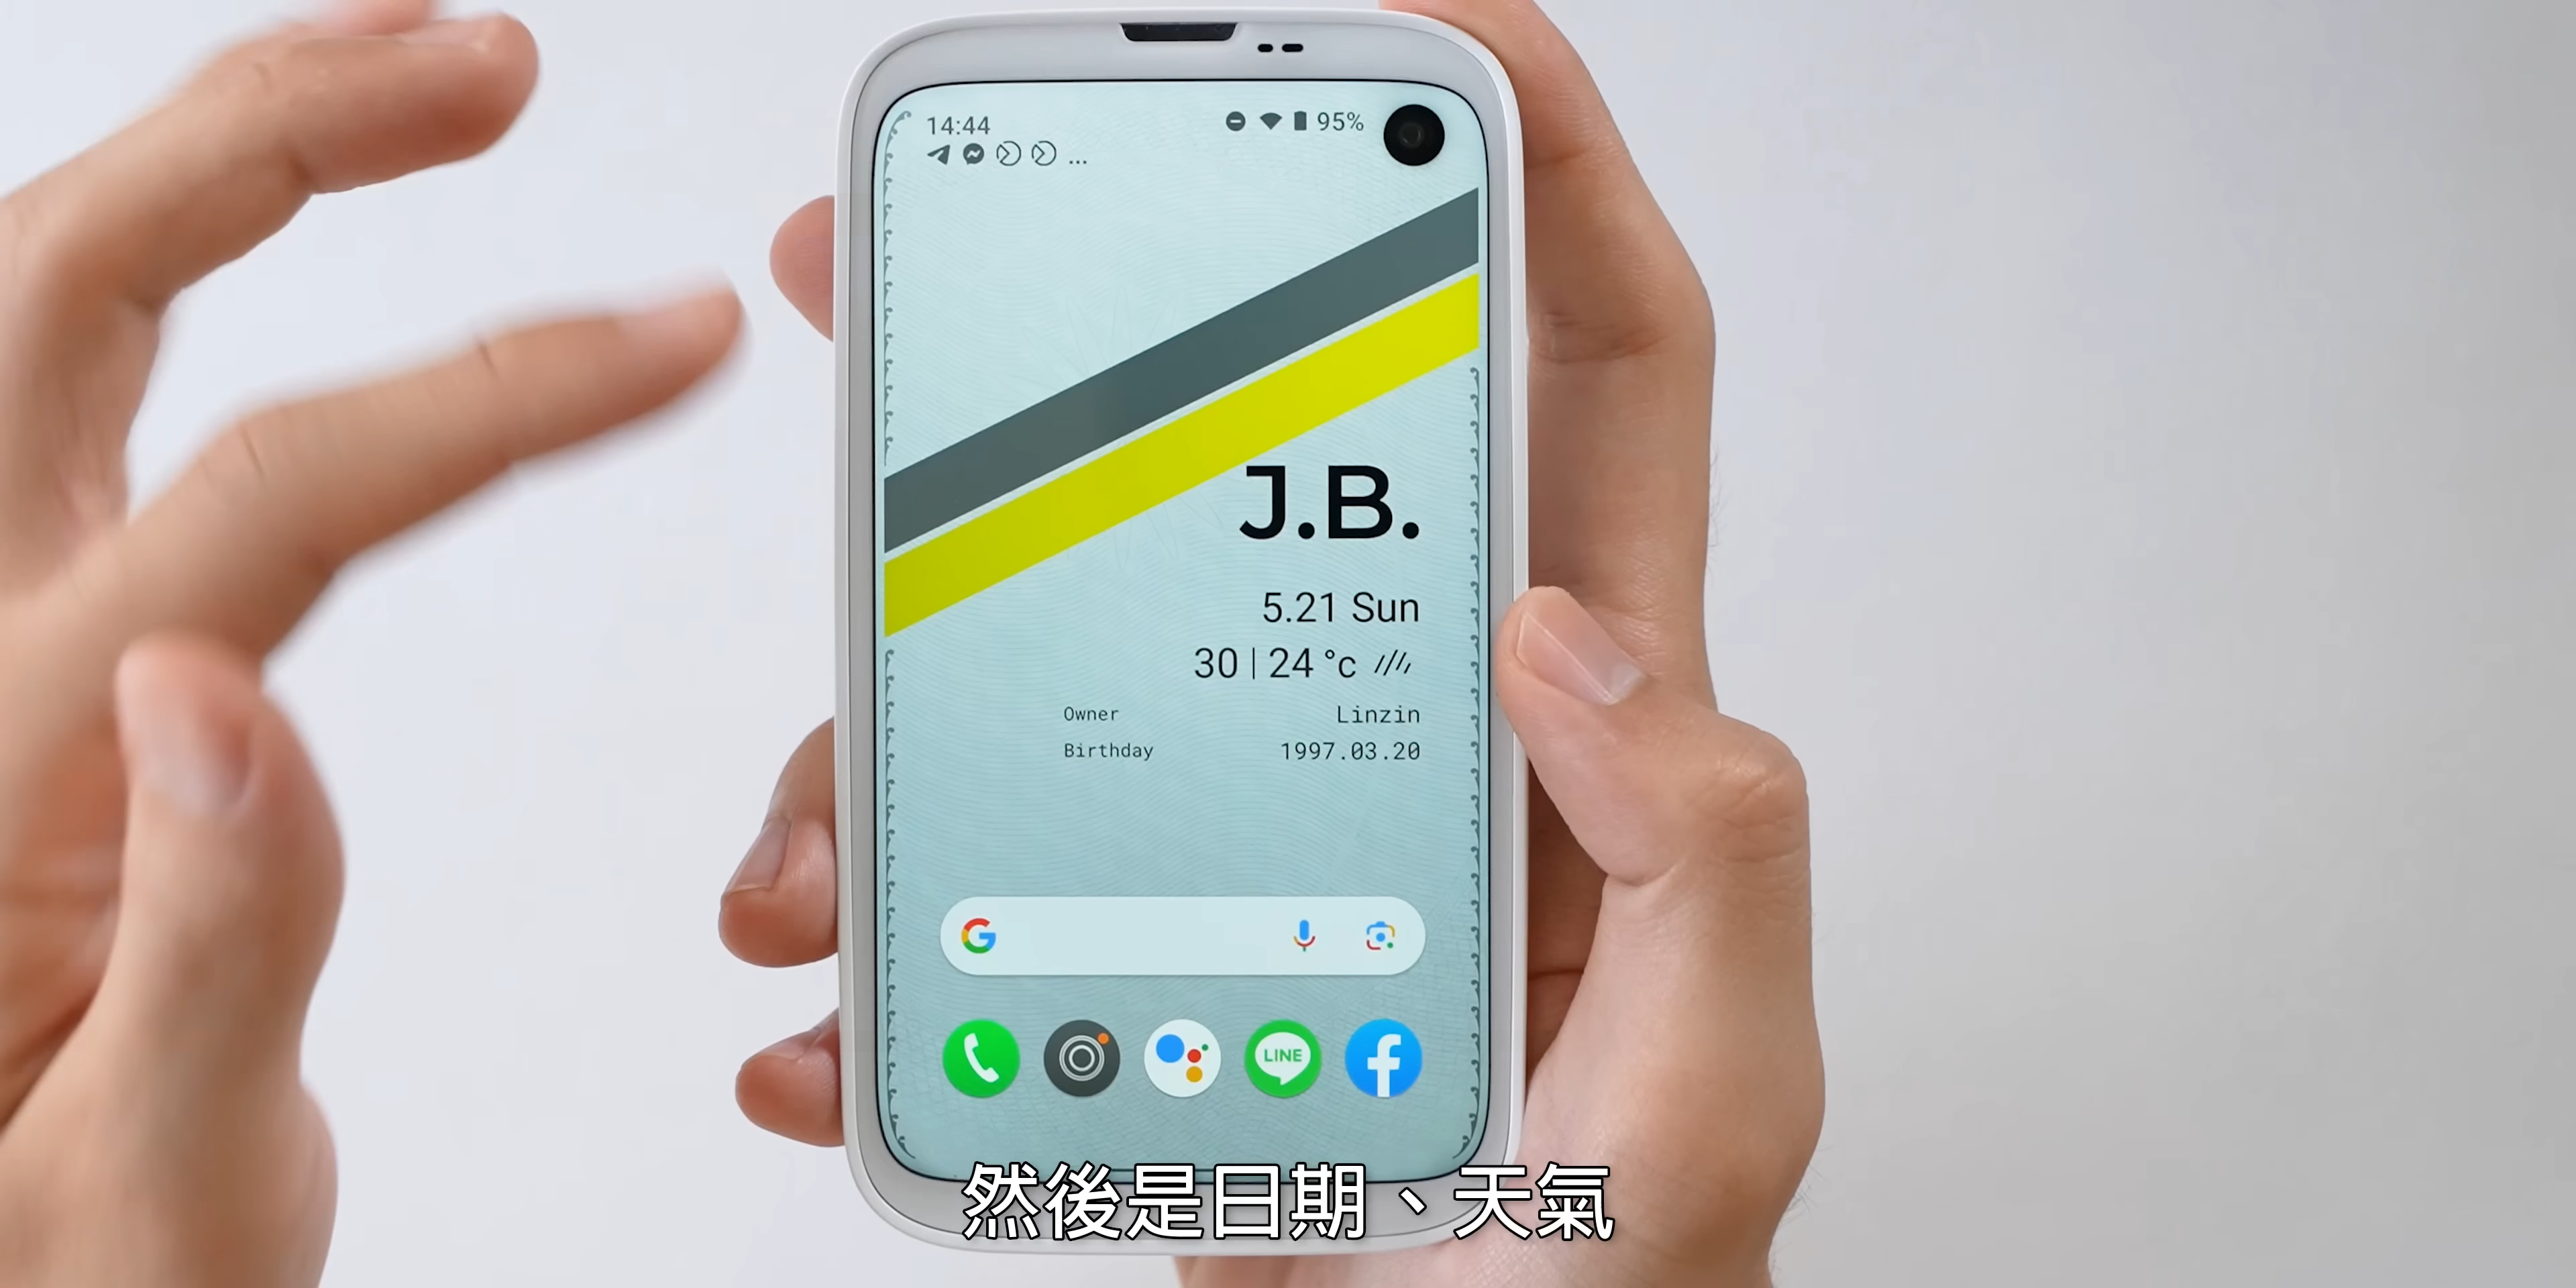 14:44
95%
...
J.B.
5.21 Sun
30 | 24 °c
Owner Linzin
Birthday 1997.03.20
LINE
然後是日期、天氣